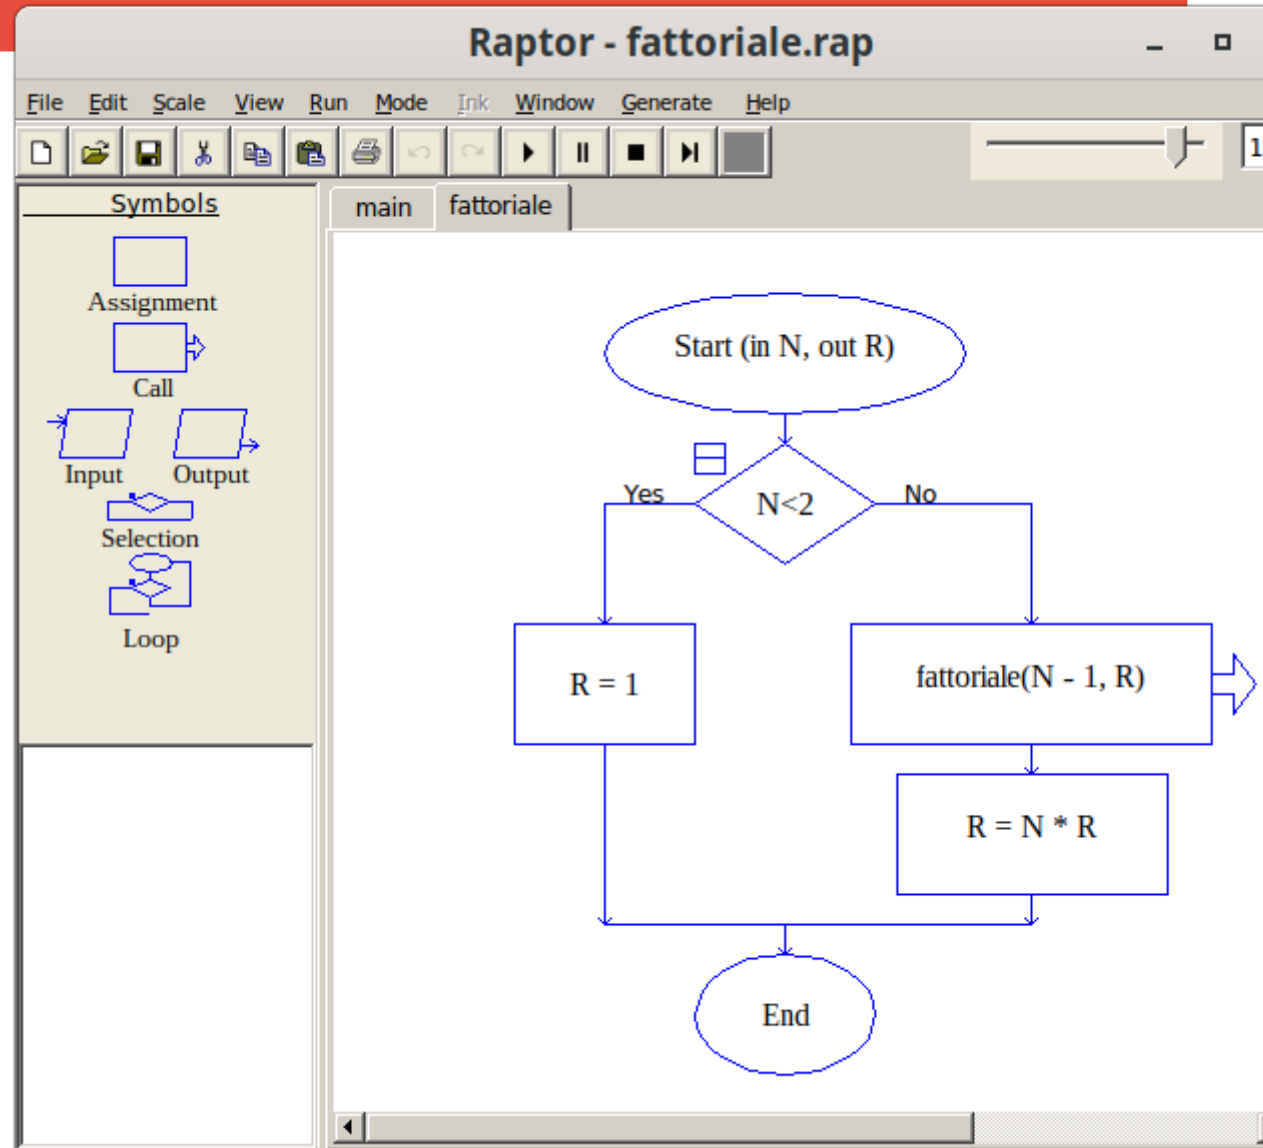 Raptor - fattoriale.rap
File Edit Scale View Run Mode Ink Window Generate Help
1
Symbols
main fattoriale
Assignment
Call
Input Output
Selection
Loop
Start (in N, out R)
Yes N<2 No
R = 1
fattoriale(N - 1, R)
R = N * R
End